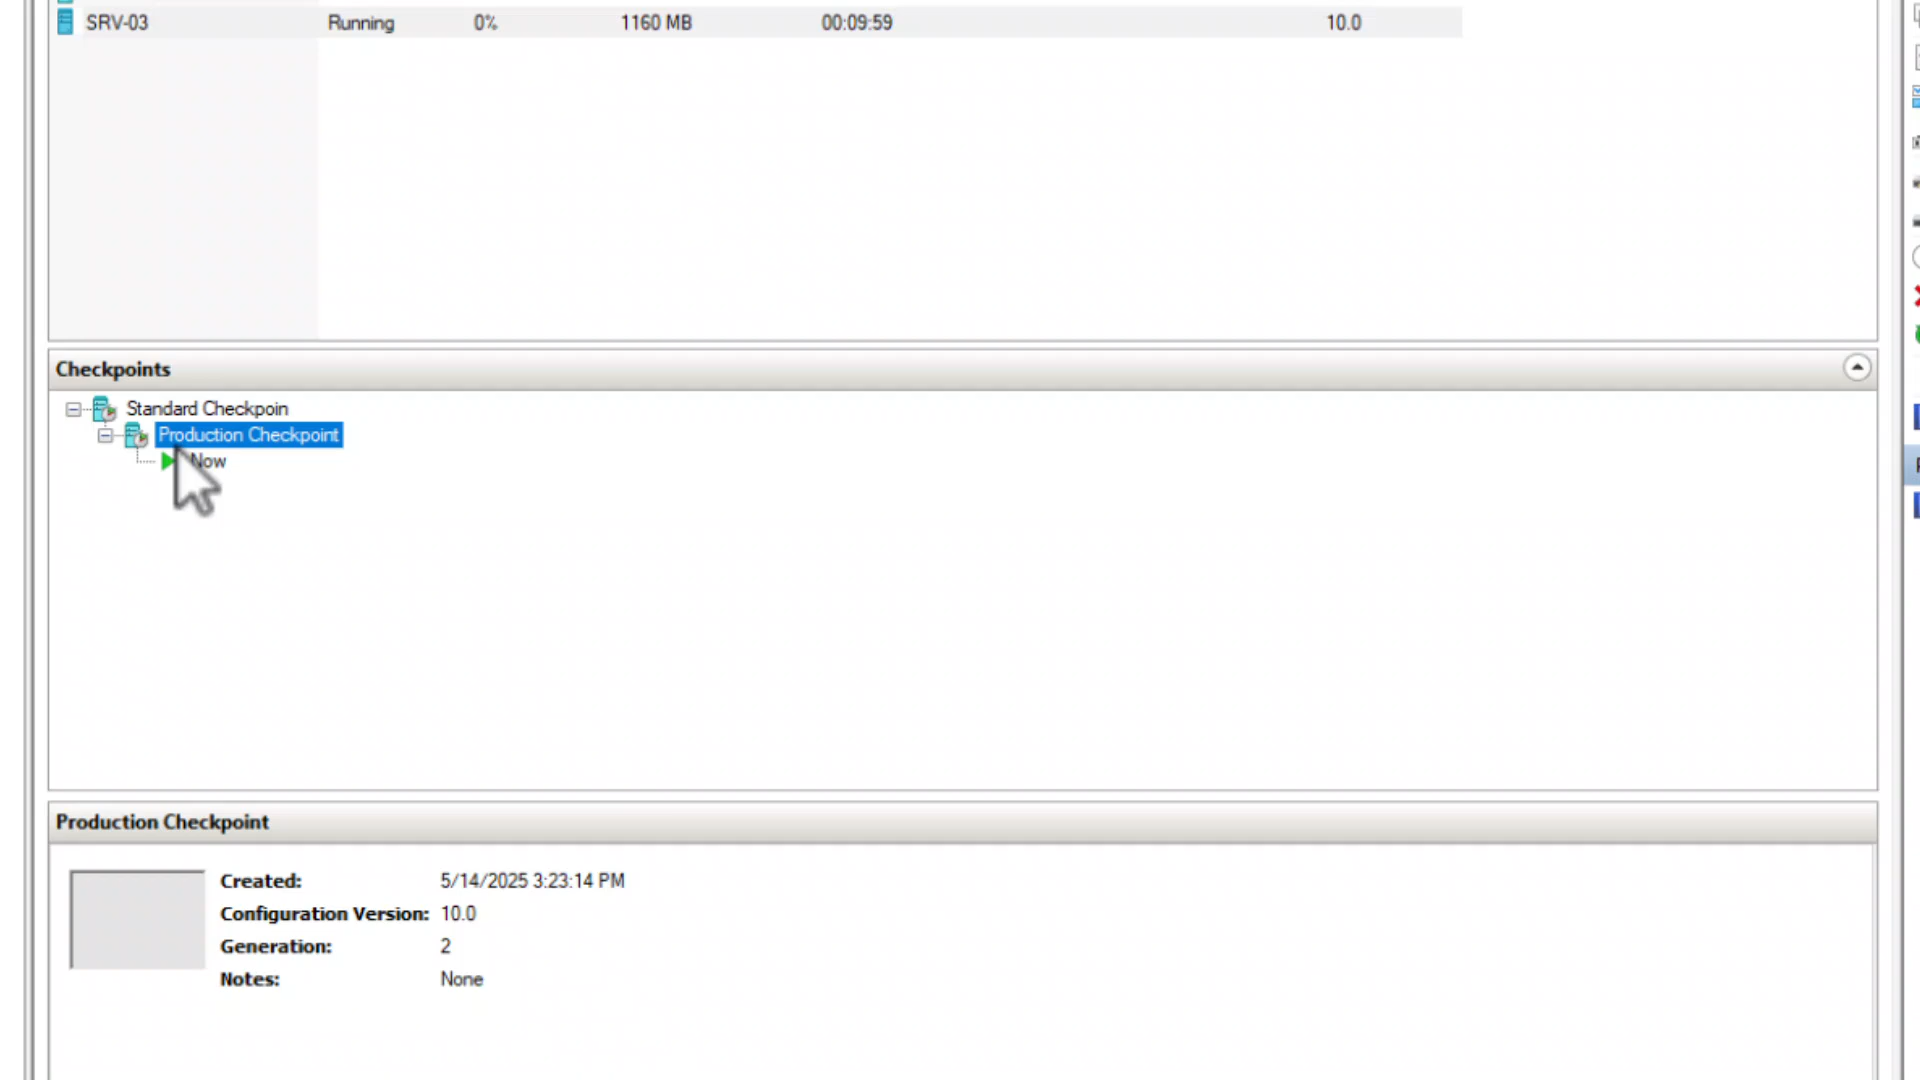 SRV-03 Running 0% 1160 MB 00:09:59 10.0
Checkpoints
Standard Checkpoin
Production Checkpoint
Now
Production Checkpoint
Created: 5/14/2025 3:23:14 PM
Configuration Version: 10.0
Generation: 2
Notes: None